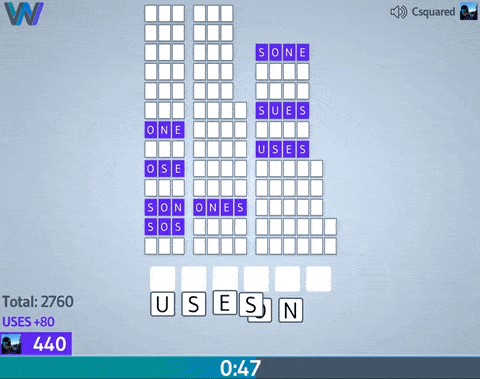 W
Csquared
SONE
SUES
ONE
USES
OSE
SON ONES
SOS
U S E S N
Total: 2760
USES +80
440
0:47